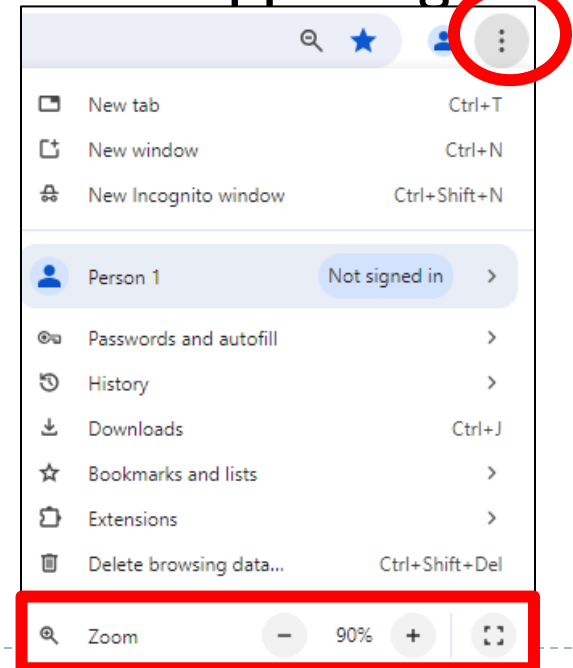 New tab Ctrl+T
New window Ctrl+N
New Incognito window Ctrl+Shift+N
Person 1 Not signed in
Passwords and autofill
History
Downloads Ctrl+J
Bookmarks and lists
Extensions
Delete browsing data... Ctrl+Shift+Del
Zoom − 90% +